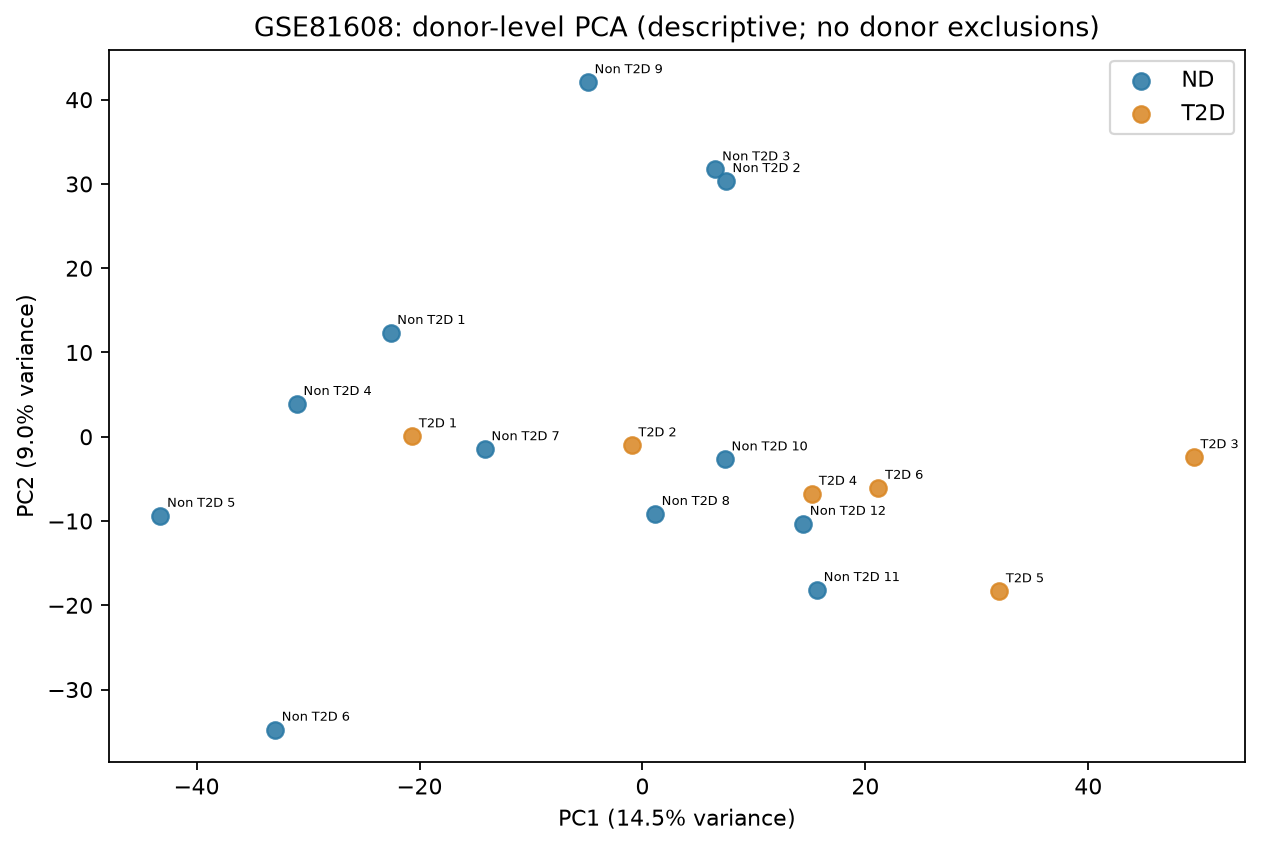 GSE81608: donor-level PCA (descriptive; no donor exclusions)
ND
T2D
Non T2D 9
Non T2D 3
Non T2D 2
Non T2D 1
Non T2D 4
T2D 1
Non T2D 7
T2D 2
Non T2D 10
T2D 3
T2D 4
T2D 6
Non T2D 5
Non T2D 8
Non T2D 12
Non T2D 11
T2D 5
Non T2D 6
40
30
20
10
0
−10
−20
−30
PC2 (9.0% variance)
−40
−20
0
20
40
PC1 (14.5% variance)